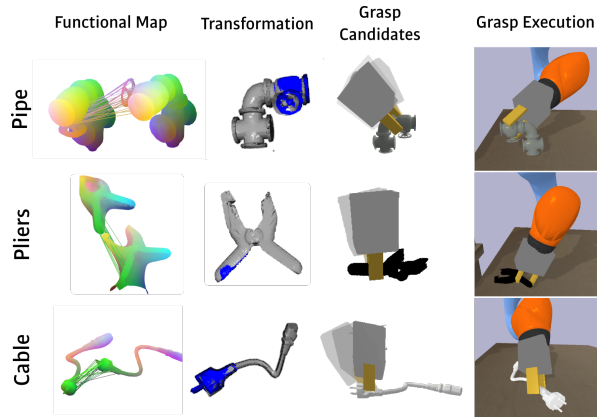 Functional Map
Transformation
Grasp
Candidates
Grasp Execution
Pipe
Pliers
Cable